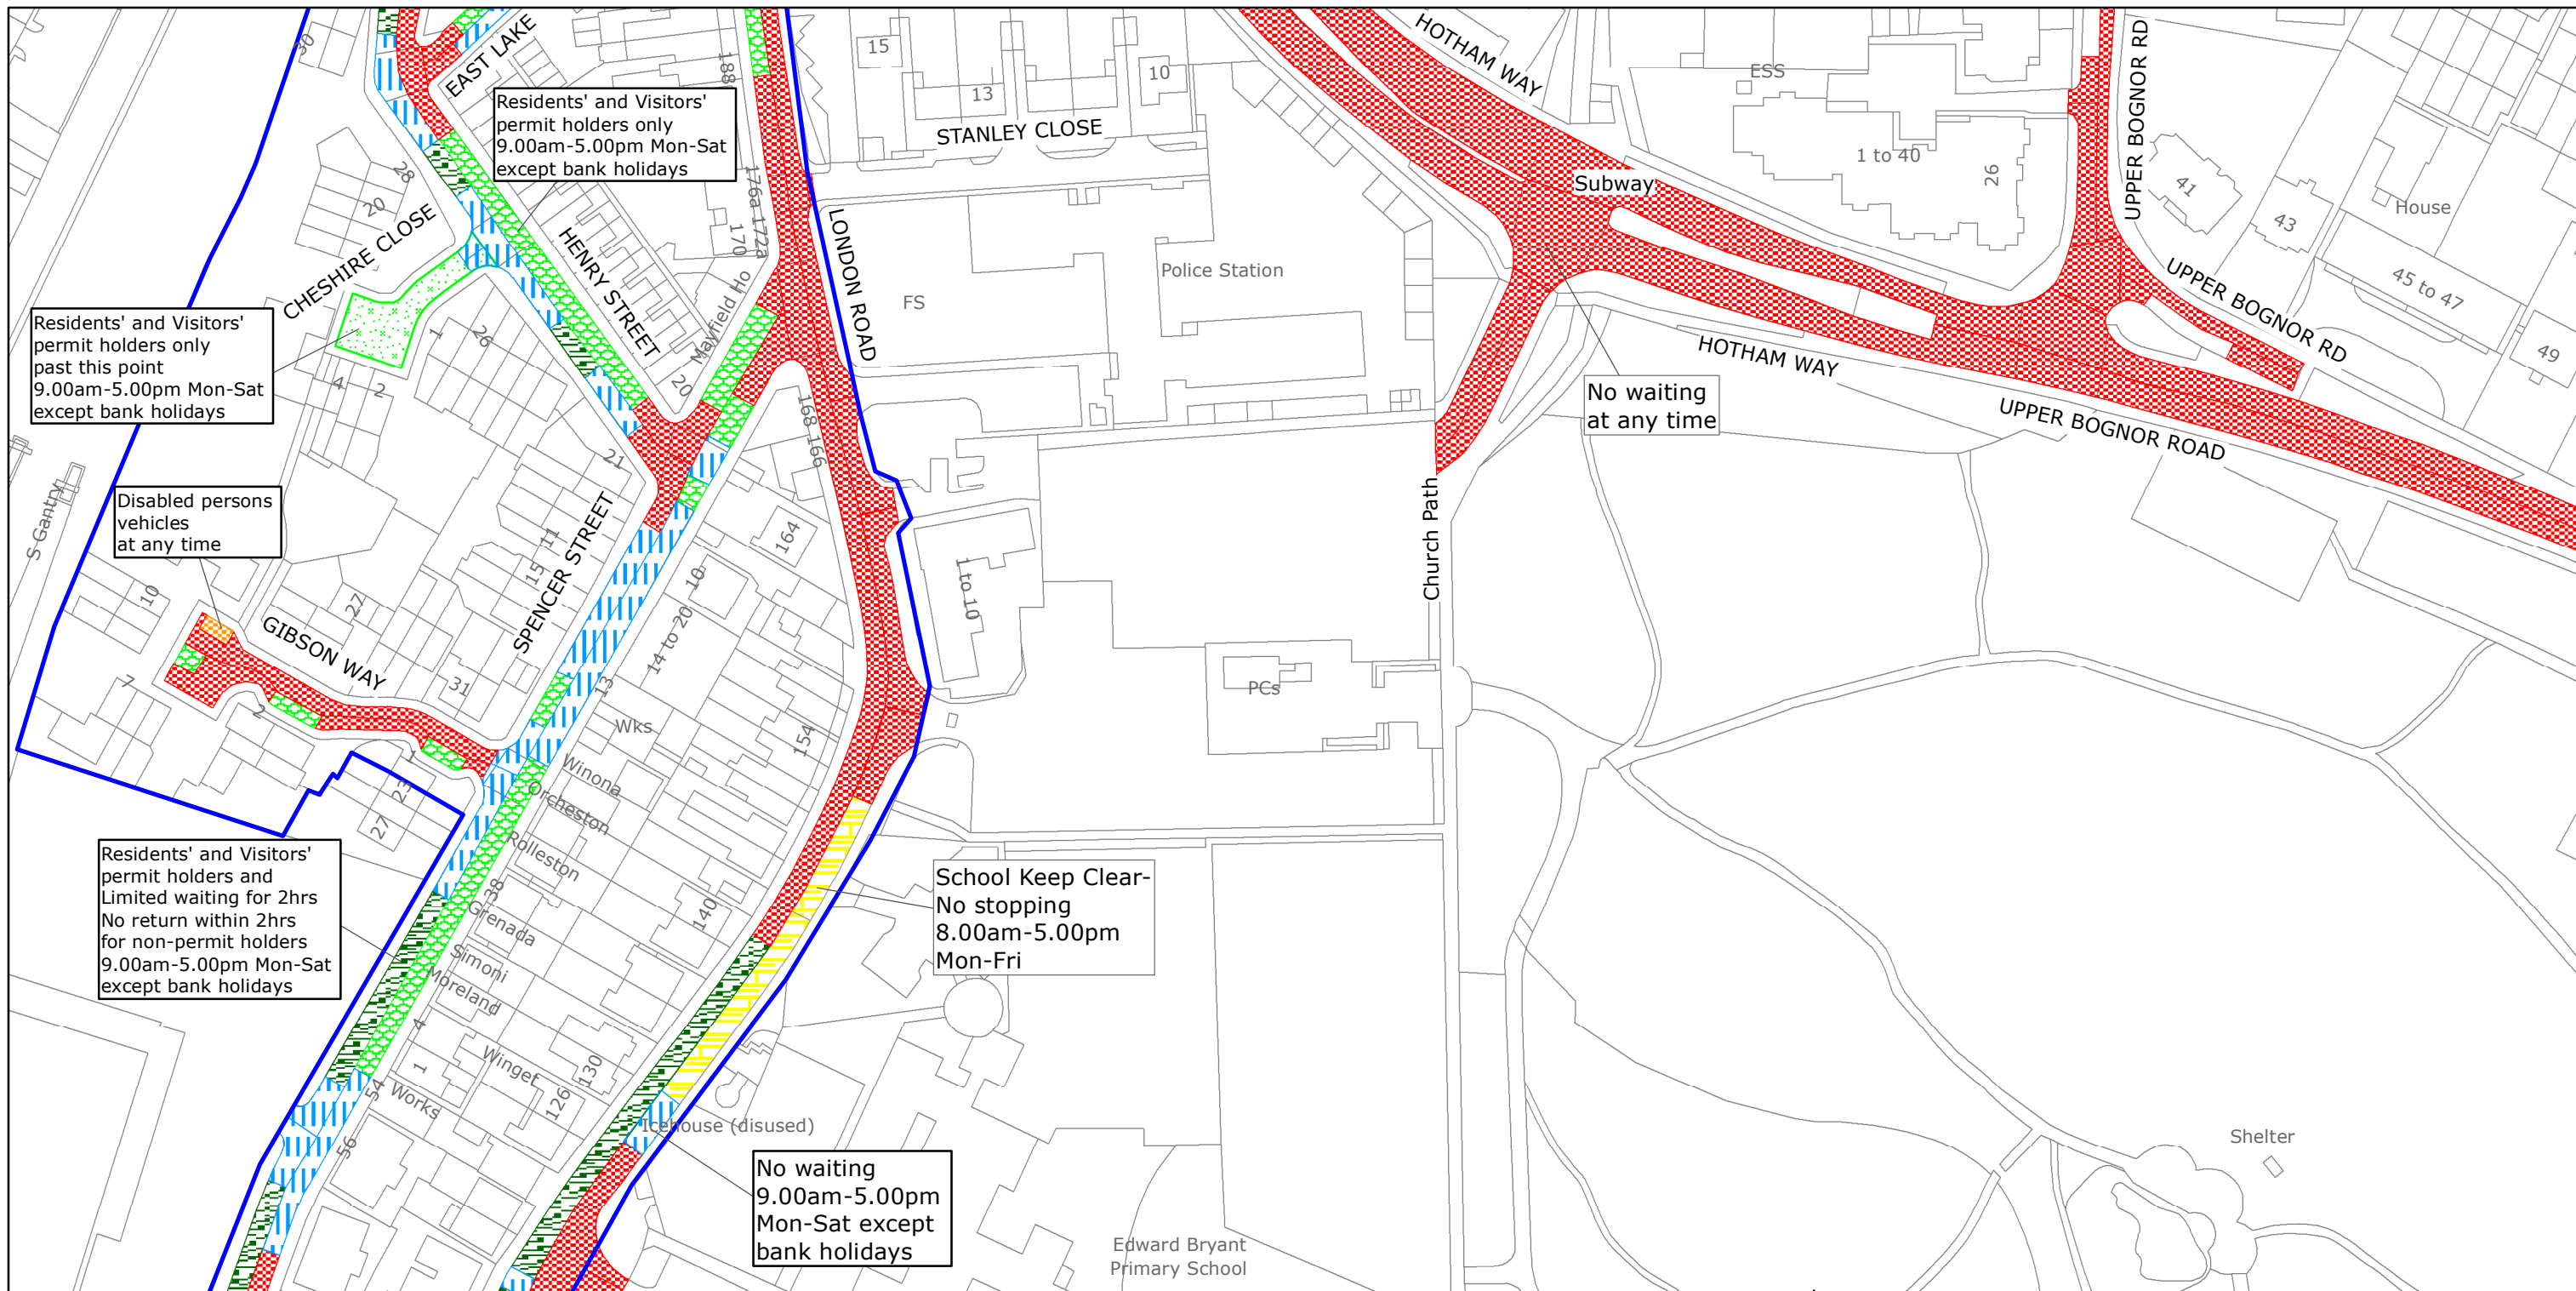 30
EAST LAKE
188
15
13
10
STANLEY CLOSE
HOTHAM WAY
ESS
1 to 40
26
UPPER BOGNOR RD
41
43
House
45 to 47
49
UPPER BOGNOR RD
Residents' and Visitors'
permit holders only
9.00am-5.00pm Mon-Sat
except bank holidays
28
20
CHESHIRE CLOSE
HENRY STREET
176a 172a
170
Mayfield Ho
20
LONDON ROAD
FS
Police Station
Subway
HOTHAM WAY
UPPER BOGNOR ROAD
No waiting
at any time
Residents' and Visitors'
permit holders only
past this point
9.00am-5.00pm Mon-Sat
except bank holidays
1
26
4
2
168 166
21
S Gantry
Disabled persons
vehicles
at any time
11
15
SPENCER STREET
164
10
14 to 20
13
1 to 10
Church Path
10
27
GIBSON WAY
31
7
2
1
23
27
Wks
154
PCs
Winona
Orcheston
Rolleston
38
Grenada
Simoni
Moreland
140
Residents' and Visitors'
permit holders and
Limited waiting for 2hrs
No return within 2hrs
for non-permit holders
9.00am-5.00pm Mon-Sat
except bank holidays
School Keep Clear-
No stopping
8.00am-5.00pm
Mon-Fri
4
1
Winget
130
126
54
Works
56
Icehouse (disused)
No waiting
9.00am-5.00pm
Mon-Sat except
bank holidays
Edward Bryant
Primary School
Shelter